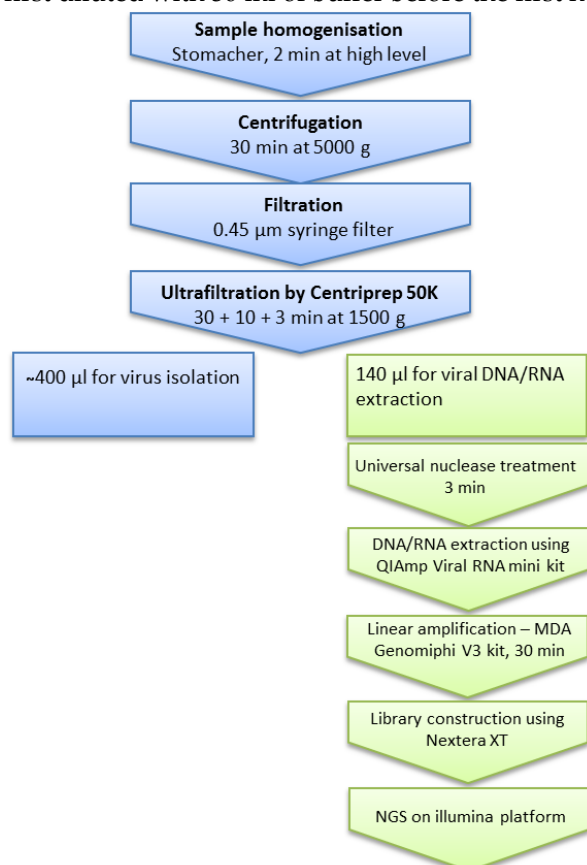 Sample homogenisation
Stomacher, 2 min at high level
Centrifugation
30 min at 5000 g
Filtration
0.45 µm syringe filter
Ultrafiltration by Centriprep 50K
30 + 10 + 3 min at 1500 g
~400 µl for virus isolation
140 µl for viral DNA/RNA
extraction
Universal nuclease treatment
3 min
DNA/RNA extraction using
QIAmp Viral RNA mini kit
Linear amplification – MDA
Genomiphi V3 kit, 30 min
Library construction using
Nextera XT
NGS on illumina platform